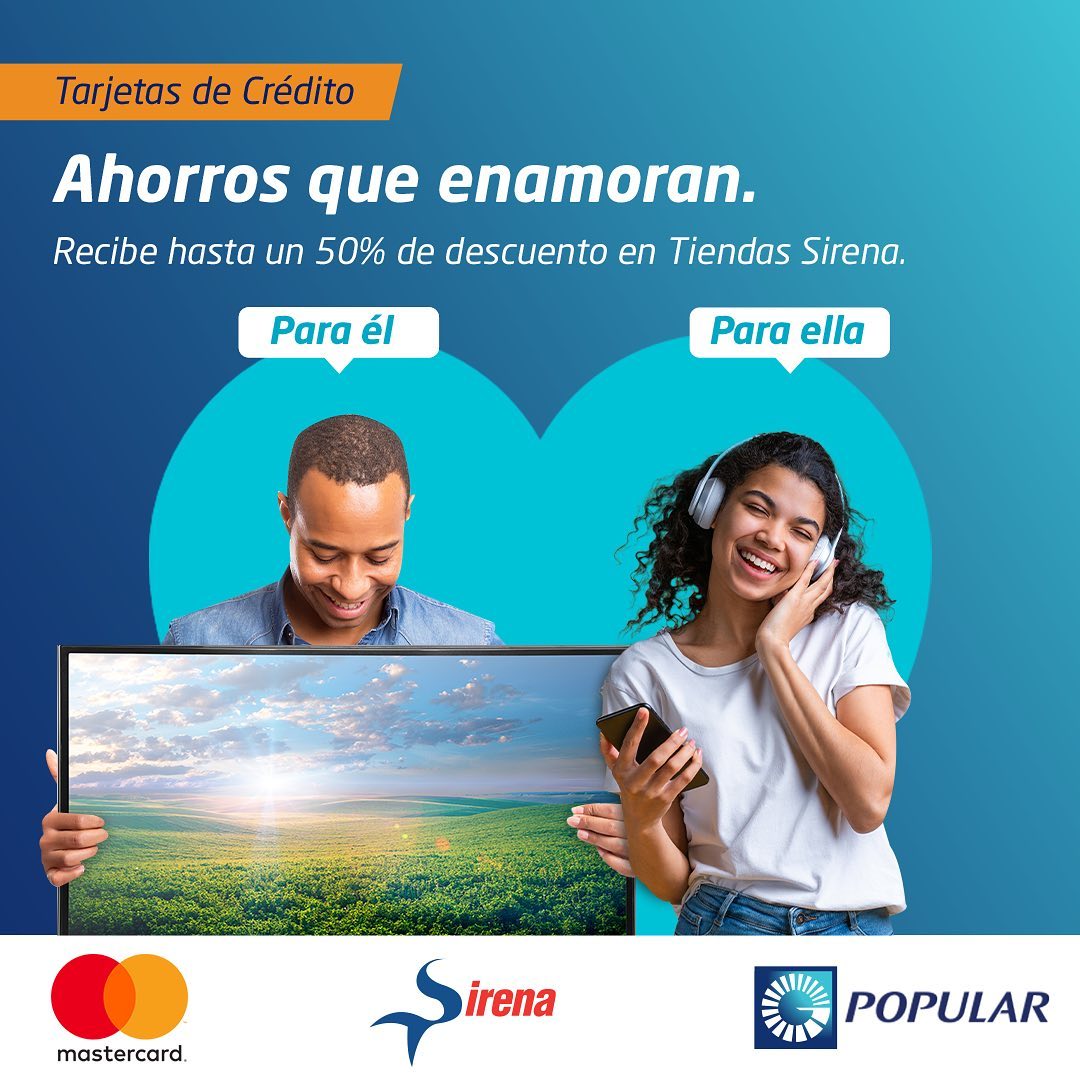 Tarjetas de Crédito
Ahorros que enamoran.
Recibe hasta un 50% de descuento en Tiendas Sirena.
Para él
Para ella
mastercard.
Sirena
POPULAR